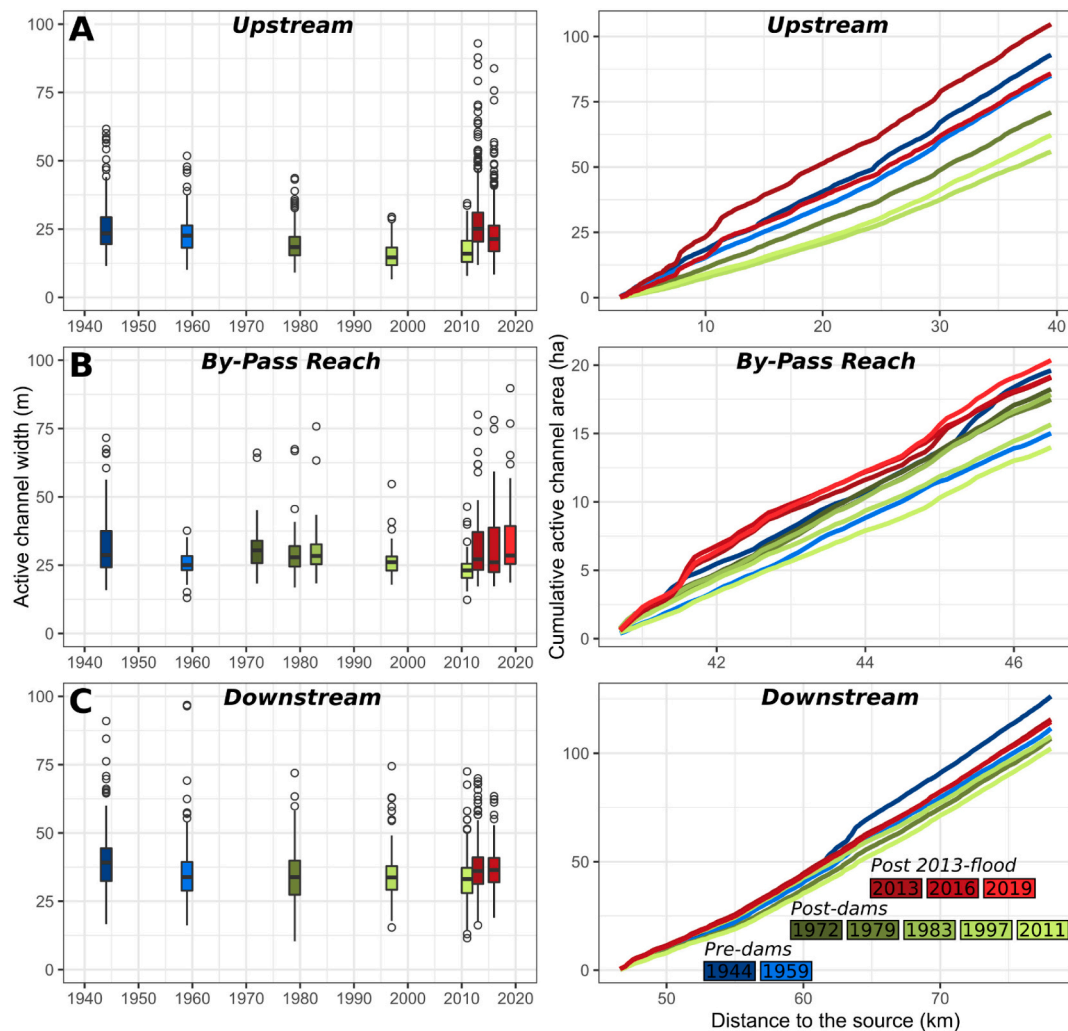 A
Upstream
100
75
50
25
0
1940 1950 1960 1970 1980 1990 2000 2010 2020
Upstream
100
75
50
25
0
10 20 30 40
B
By-Pass Reach
100
75
50
25
0
1940 1950 1960 1970 1980 1990 2000 2010 2020
Active channel width (m)
By-Pass Reach
20
15
10
5
0
42 44 46
Cumulative active channel area (ha)
C
Downstream
100
75
50
25
0
1940 1950 1960 1970 1980 1990 2000 2010 2020
Downstream
100
50
0
50 60 70
Distance to the source (km)
Post 2013-flood
2013 2016 2019
Post-dams
1972 1979 1983 1997 2011
Pre-dams
1944 1959